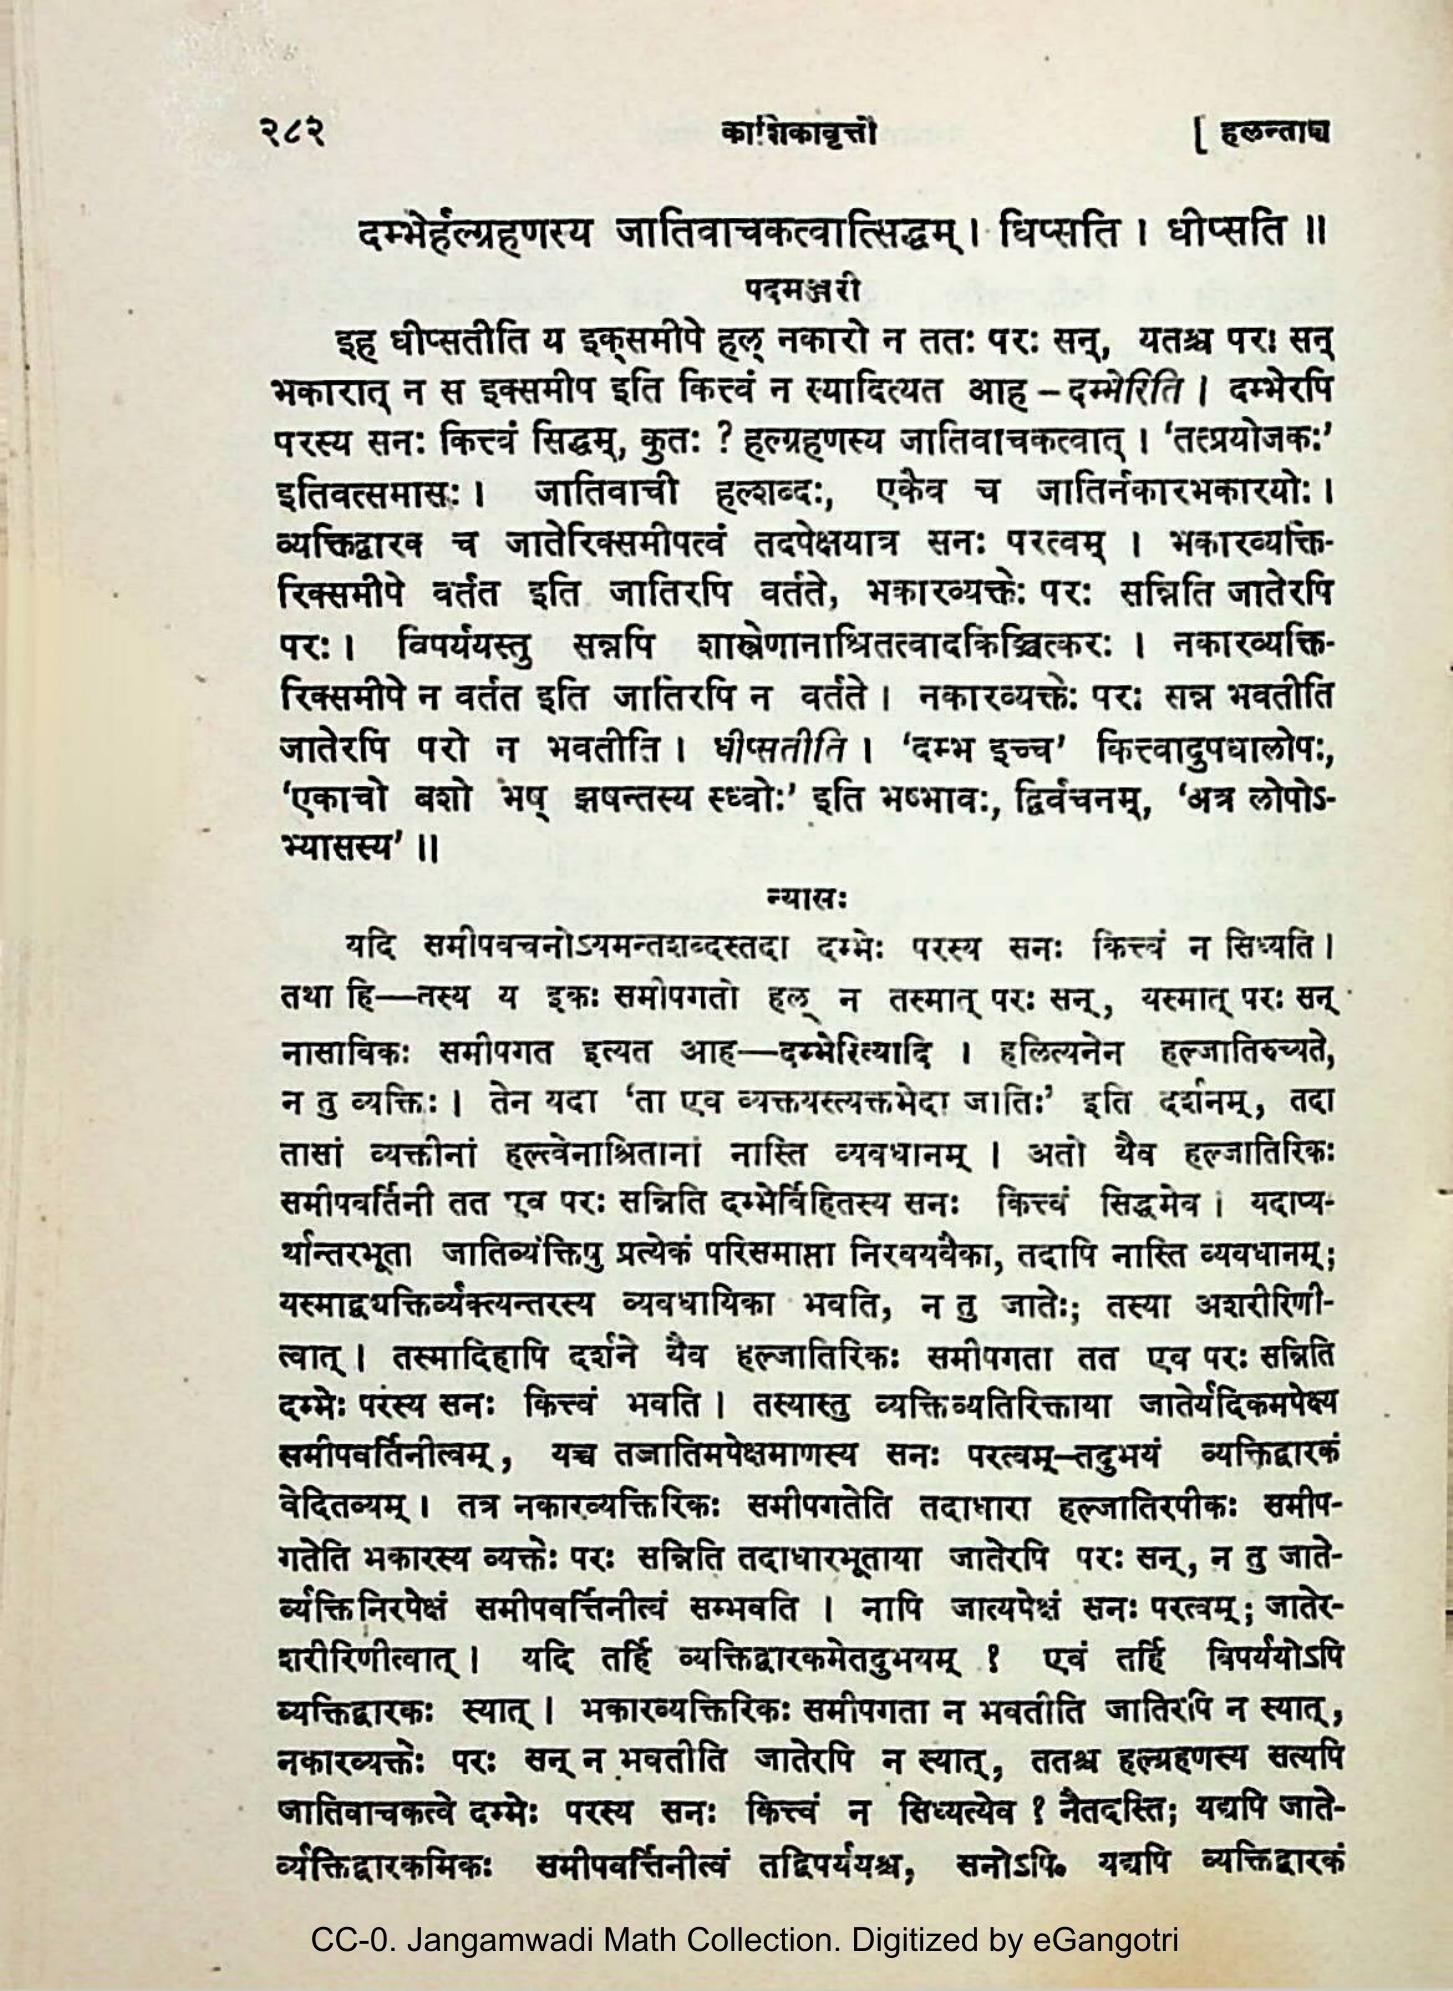 २८२ काशिकावृत्तौ [ हलन्ताच्च
दम्भेर्हल्ग्रहणस्य जातिवाचकत्वात्सिद्धम् । धिप्सति । धीप्सति ॥
पदमञ्जरी
इह धीप्सतीति य इक्समीपे हल् नकारो न ततः परः सन्, यतश्च परः सन्
भकारात् न स इक्समीप इति कित्त्वं न स्यादित्यत आह – दम्भेरिति । दम्भेरपि
परस्य सनः कित्त्वं सिद्धम्, कुतः ? हल्ग्रहणस्य जातिवाचकत्वात् । ‘तत्प्रयोजकः’
इतिवत्समासः । जातिवाची हल्शब्दः, एकैव च जातिर्नकारभकारयोः ।
व्यक्तिद्वारक च जातेरिक्समीपत्वं तदपेक्षयात्र सनः परत्वम् । भकारव्यक्ति-
रिक्समीपे वर्तत इति जातिरपि वर्तते, भकारव्यक्तेः परः सन्निति जातेरपि
परः । विपर्ययस्तु सन्नपि शास्त्रेणानाश्रितत्वादकिञ्चित्करः । नकारव्यक्ति-
रिक्समीपे न वर्तत इति जातिरपि न वर्तते । नकारव्यक्तेः परः सन्न भवतीति
जातेरपि परो न भवतीति । धीप्सतीति । ‘दम्भ इच्च’ कित्त्वादुपधालोपः,
‘एकाचो बशो भष् झषन्तस्य स्ध्वोः’ इति भष्भावः, द्विर्वचनम्, ‘अत्र लोपोऽ-
भ्यासस्य’ ॥
न्यासः
यदि समीपवचनोऽयमन्तशब्दस्तदा दम्भेः परस्य सनः कित्त्वं न सिध्यति ।
तथा हि—तस्य य इकः समीपगतो हल् न तस्मात् परः सन्, यस्मात् परः सन्
नासाविकः समीपगत इत्यत आह—दम्भेरित्यादि । हलित्यनेन हल्जातिरुच्यते,
न तु व्यक्तिः । तेन यदा ‘ता एव व्यक्तयस्त्यक्तभेदा जातिः’ इति दर्शनम्, तदा
तासां व्यक्तीनां हल्त्वेनाश्रितानां नास्ति व्यवधानम् । अतो यैव हल्जातिरिकः
समीपवर्तिनी तत एव परः सन्निति दम्भेर्विहितस्य सनः कित्त्वं सिद्धमेव । यदाप्य-
र्थान्तरभूता जातिर्व्यक्तिषु प्रत्येकं परिसमाप्ता निरवयवैका, तदापि नास्ति व्यवधानम्;
यस्माद्व्यक्तिर्व्यक्त्यन्तरस्य व्यवधायिका भवति, न तु जातेः; तस्या अशरीरिणी-
त्वात् । तस्मादिहापि दर्शने यैव हल्जातिरिकः समीपगता तत एव परः सन्निति
दम्भेः परस्य सनः कित्त्वं भवति । तस्यास्तु व्यक्तिव्यतिरिक्ताया जातेर्यदिकमपेक्ष्य
समीपवर्तिनीत्वम्, यच्च तज्जातिमपेक्षमाणस्य सनः परत्वम्–तदुभयं व्यक्तिद्वारकं
वेदितव्यम् । तत्र नकारव्यक्तिरिकः समीपगतेति तदाधारा हल्जातिरपीकः समीप-
गतेति भकारस्य व्यक्तेः परः सन्निति तदाधारभूताया जातेरपि परः सन्, न तु जाते-
र्व्यक्तिनिरपेक्षं समीपवर्त्तिनीत्वं सम्भवति । नापि जात्यपेक्षं सनः परत्वम्; जातेर-
शरीरिणीत्वात् । यदि तर्हि व्यक्तिद्वारकमेतदुभयम् ? एवं तर्हि विपर्ययोऽपि
व्यक्तिद्वारकः स्यात् । भकारव्यक्तिरिकः समीपगता न भवतीति जातिरपि न स्यात्,
नकारव्यक्तेः परः सन् न भवतीति जातेरपि न स्यात्, ततश्च हल्ग्रहणस्य सत्यपि
जातिवाचकत्वे दम्भेः परस्य सनः कित्त्वं न सिध्यत्येव ? नैतदस्ति; यद्यपि जाते-
र्व्यक्तिद्वारकमिकः समीपवर्त्तिनीत्वं तद्विपर्ययश्च, सनोऽपि यद्यपि व्यक्तिद्वारकं
CC-0. Jangamwadi Math Collection. Digitized by eGangotri